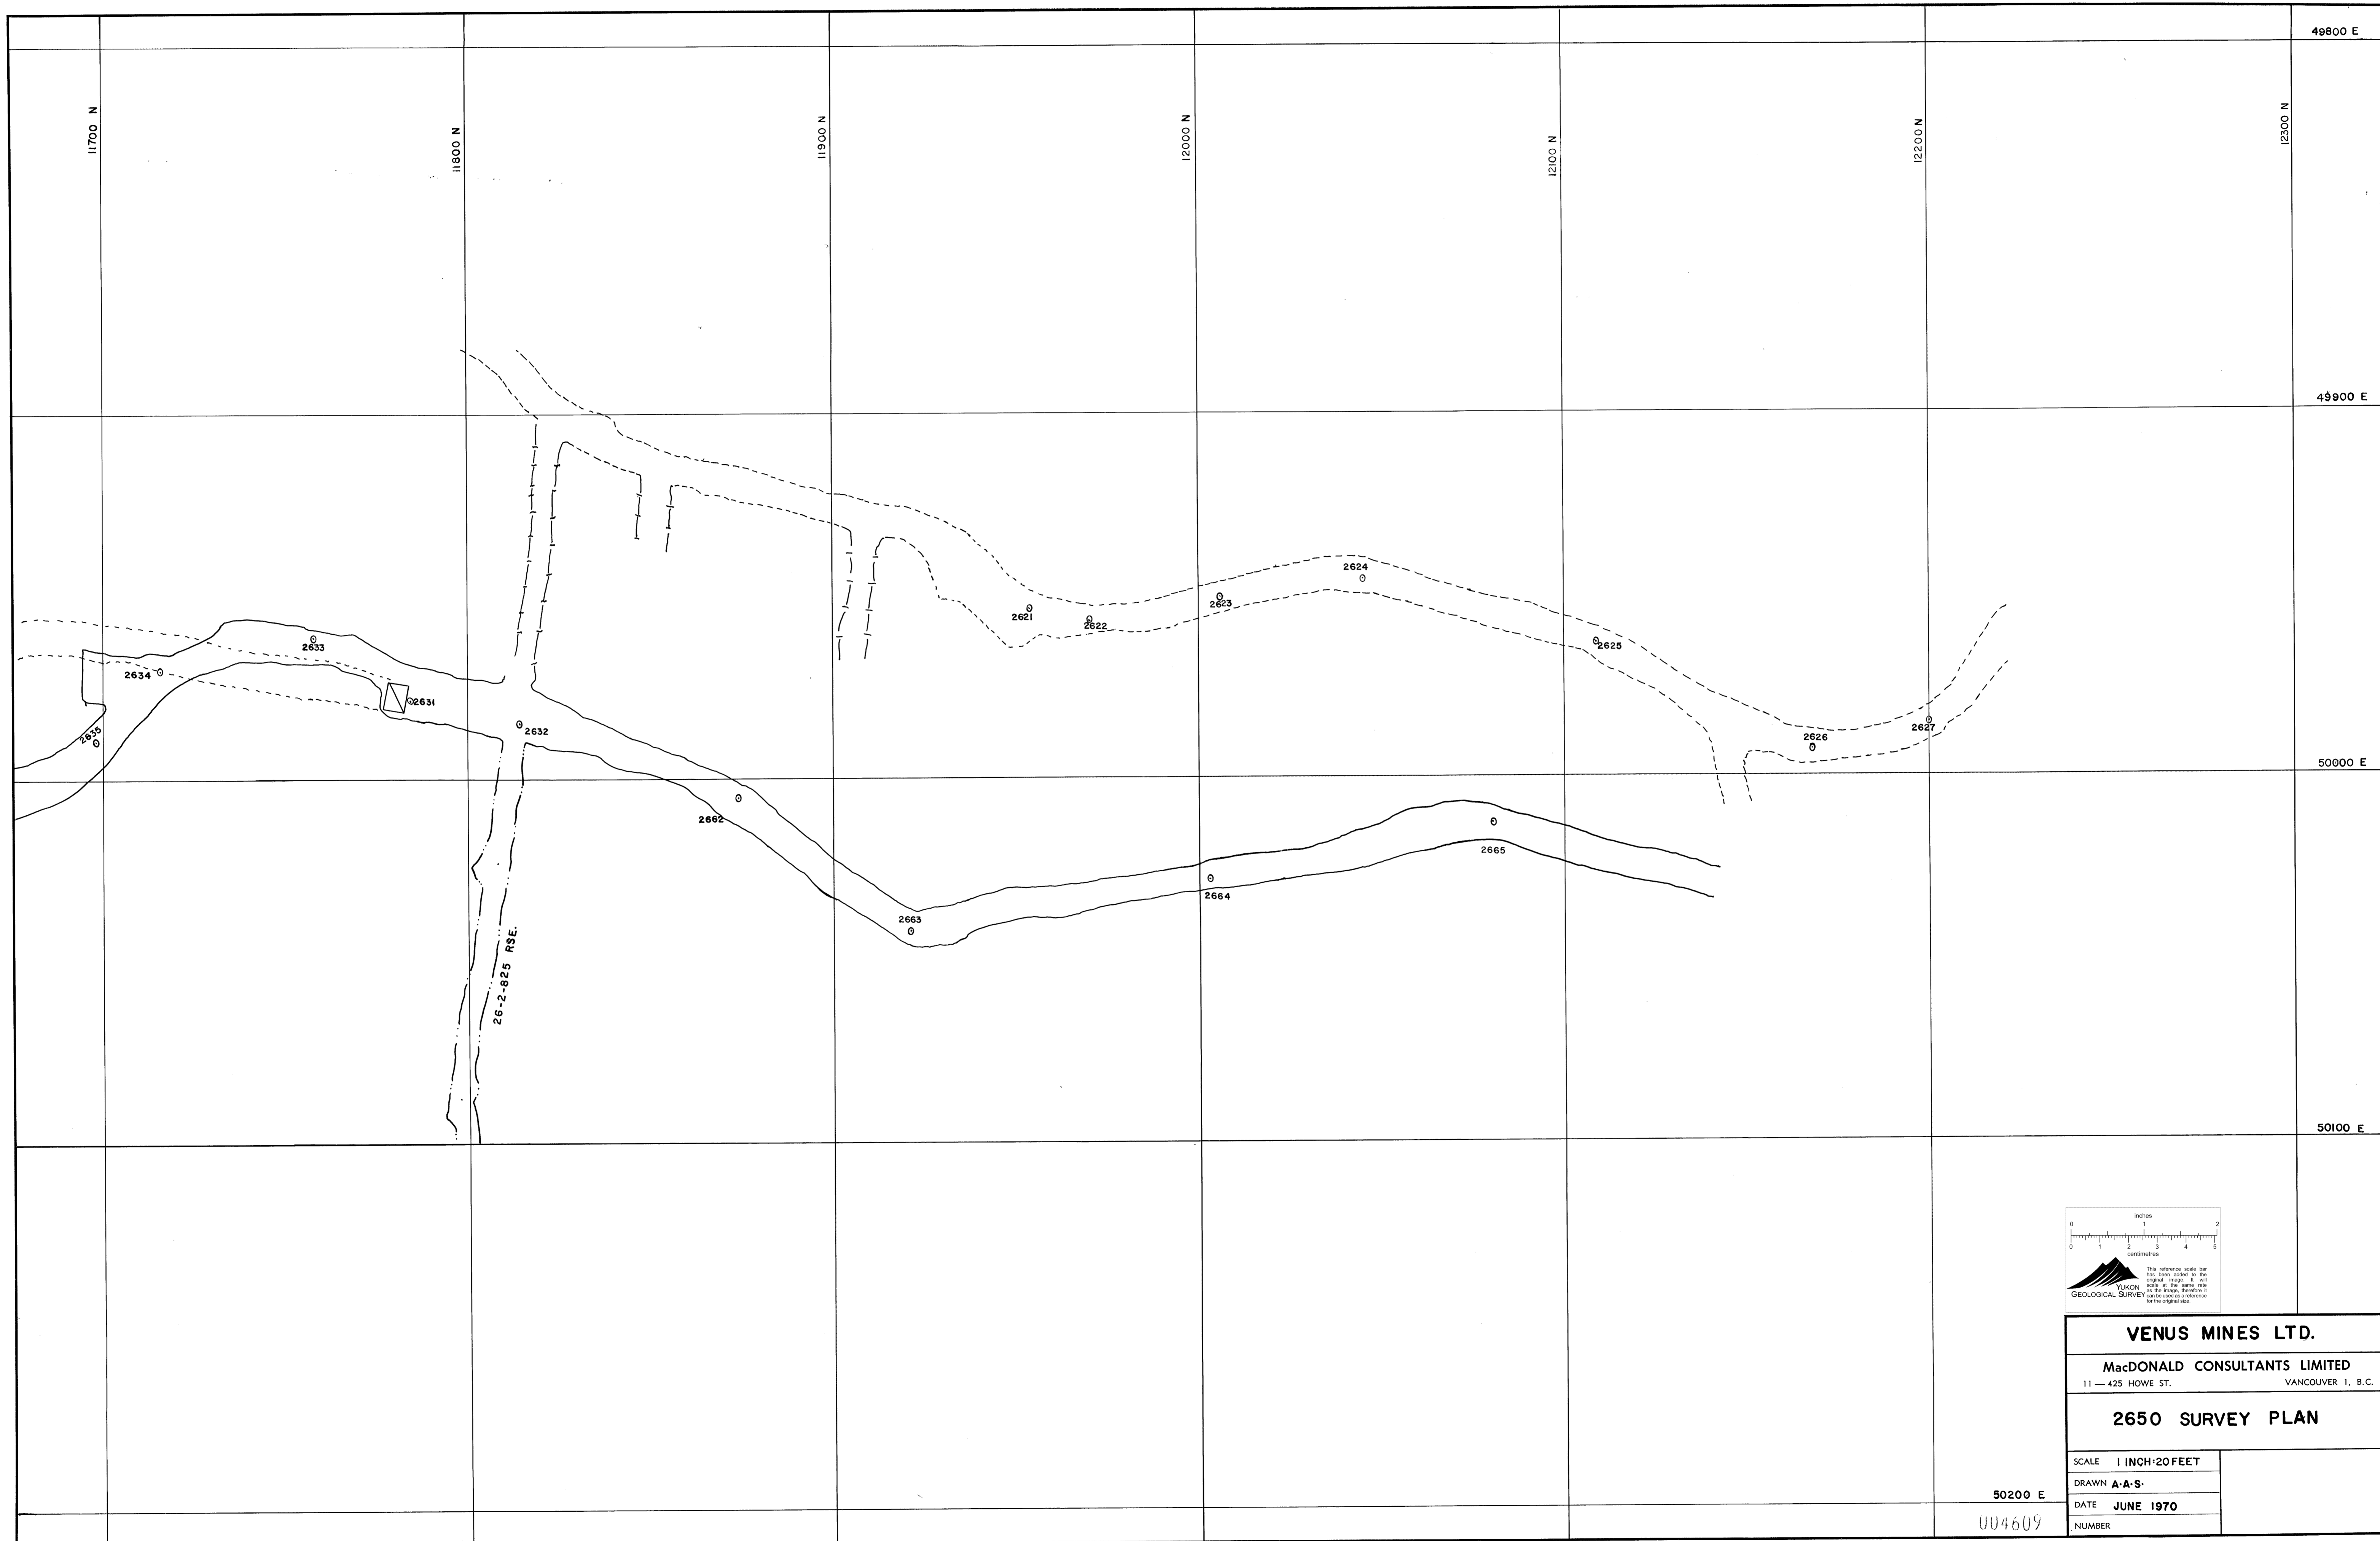 49800 E
11700 N
11800 N
11900 N
12000 N
12100 N
12200 N
12300 N
49900 E
2624
2623
2621
2622
2625
2633
2634
2631
2632
2635
2627
2626
50000 E
2662
2665
2664
2663
26-2-825 RSE.
50100 E
inches
0 1 2
0 1 2 3 4 5
centimetres
YUKON
GEOLOGICAL SURVEY
This reference scale bar
has been added to the
original image. It will
scale at the same rate
as the image, therefore it
can be used as a reference
for the original size.
VENUS MINES LTD.
MacDONALD CONSULTANTS LIMITED
11 — 425 HOWE ST. VANCOUVER 1, B.C.
2650 SURVEY PLAN
SCALE 1 INCH=20 FEET
DRAWN A.A.S.
DATE JUNE 1970
NUMBER
50200 E
004609